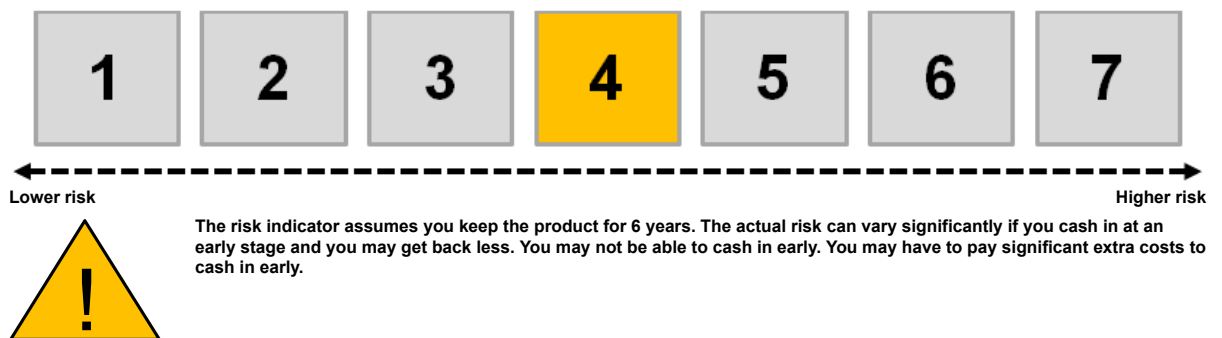 1 2 3 4 5 6 7
Lower risk Higher risk
!
The risk indicator assumes you keep the product for 6 years. The actual risk can vary significantly if you cash in at an
early stage and you may get back less. You may not be able to cash in early. You may have to pay significant extra costs to
cash in early.